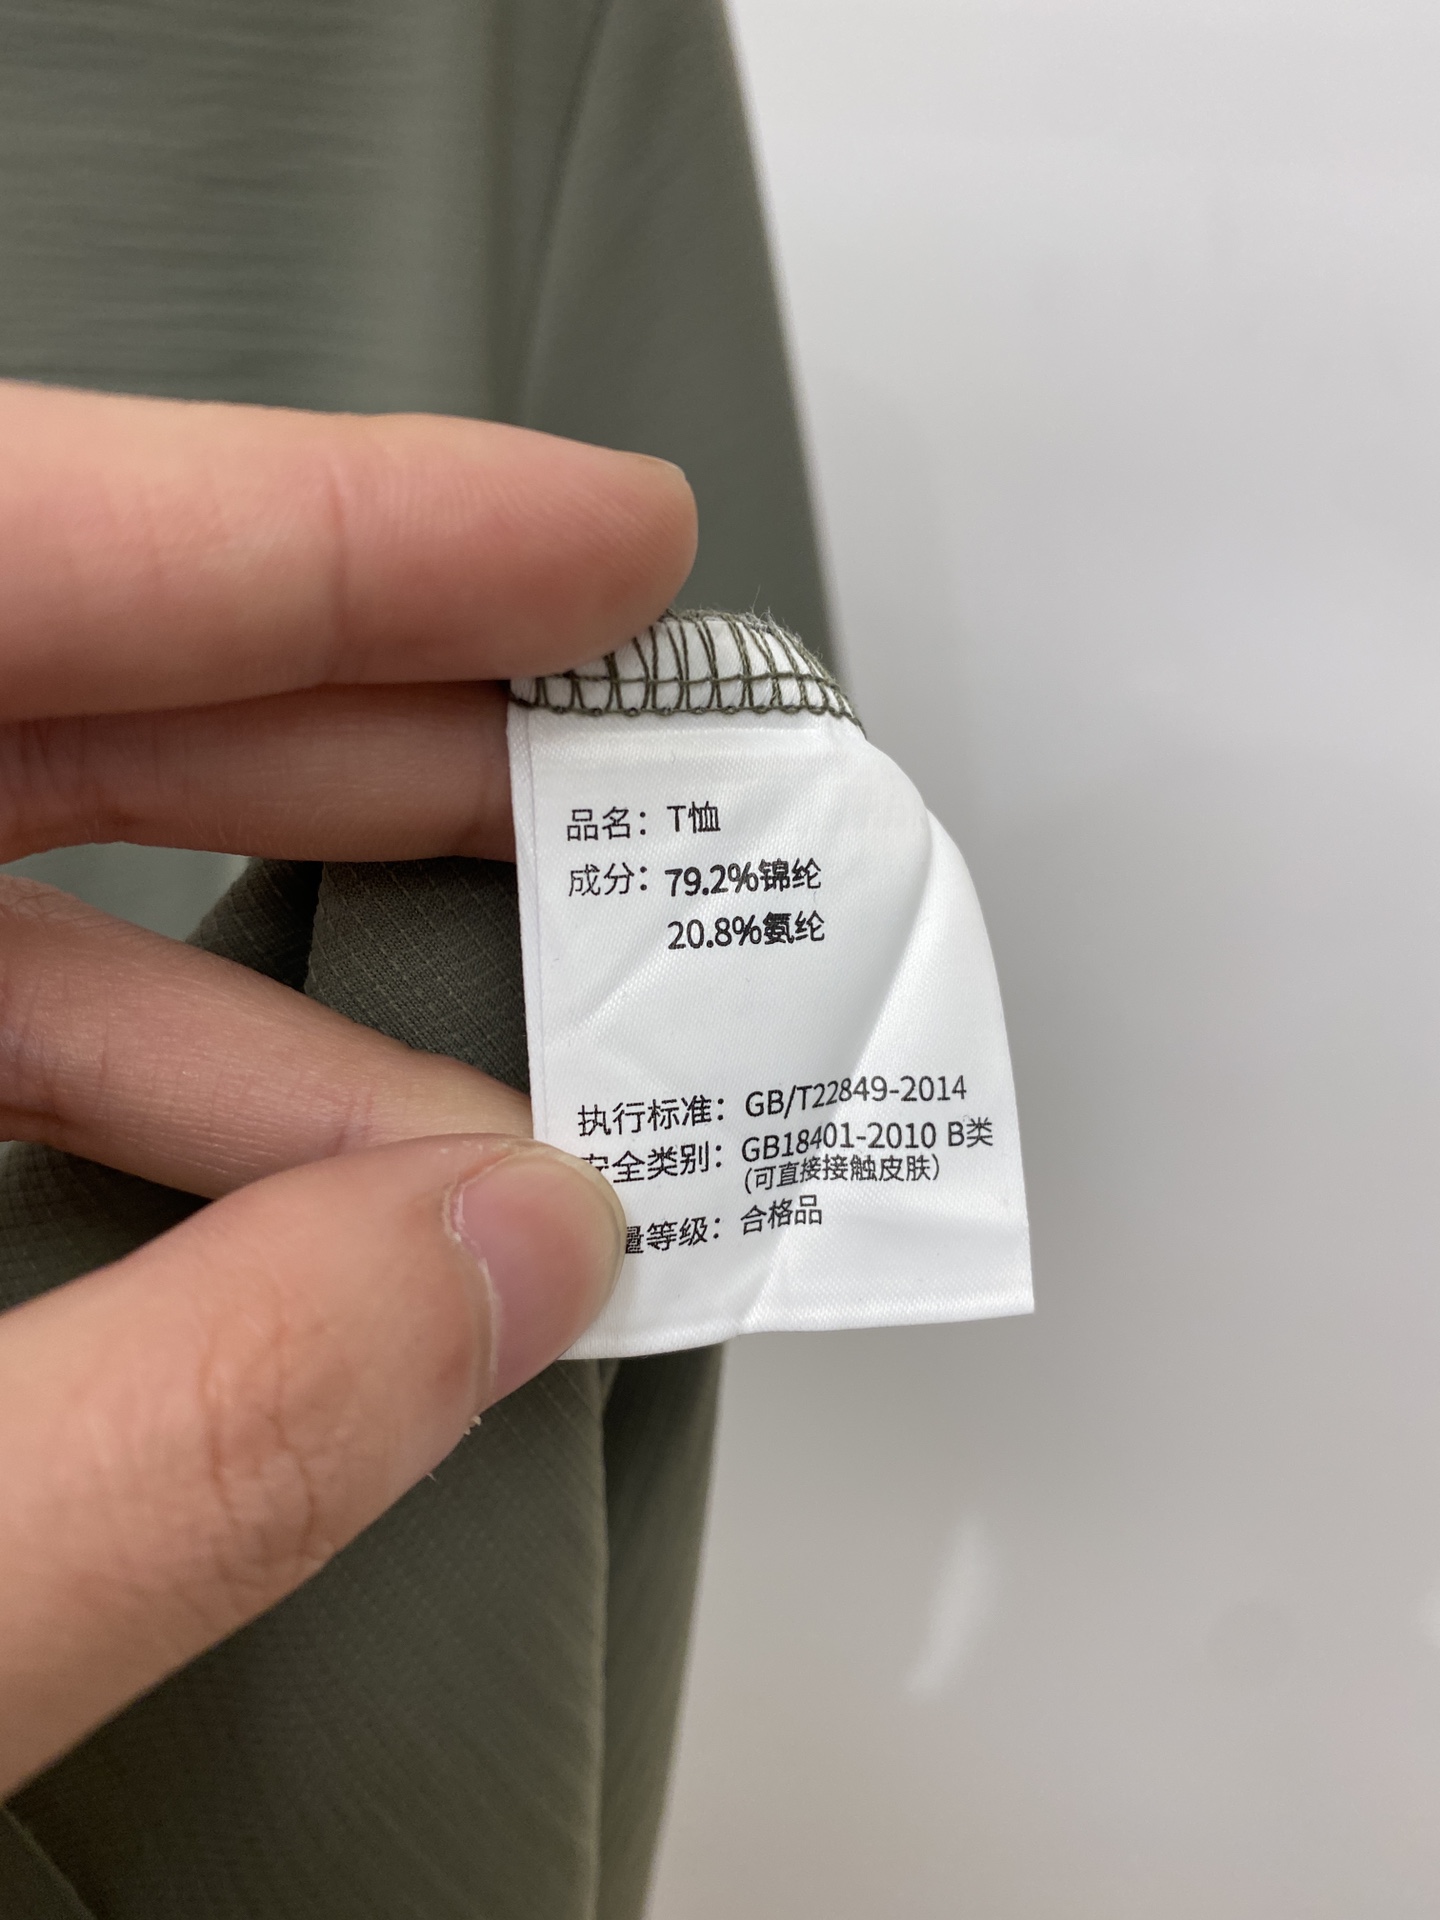 品名：T恤
成分：79.2%锦纶
20.8%氨纶
执行标准：GB/T22849-2014
安全类别：GB18401-2010 B类
(可直接接触皮肤)
量等级：合格品